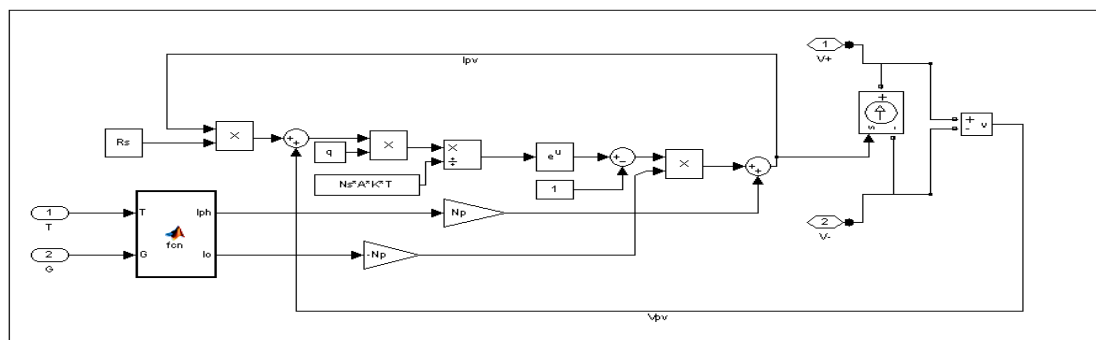 Ipv
1
V+
Rs
×
+
+
q
×
×
÷
e^u
+
-
×
+
+
+
s
-
+
-
v
Ns*A*K*T
1
1
T
T
Iph
Np
fcn
2
G
G
Io
-Np
2
V-
Vpv